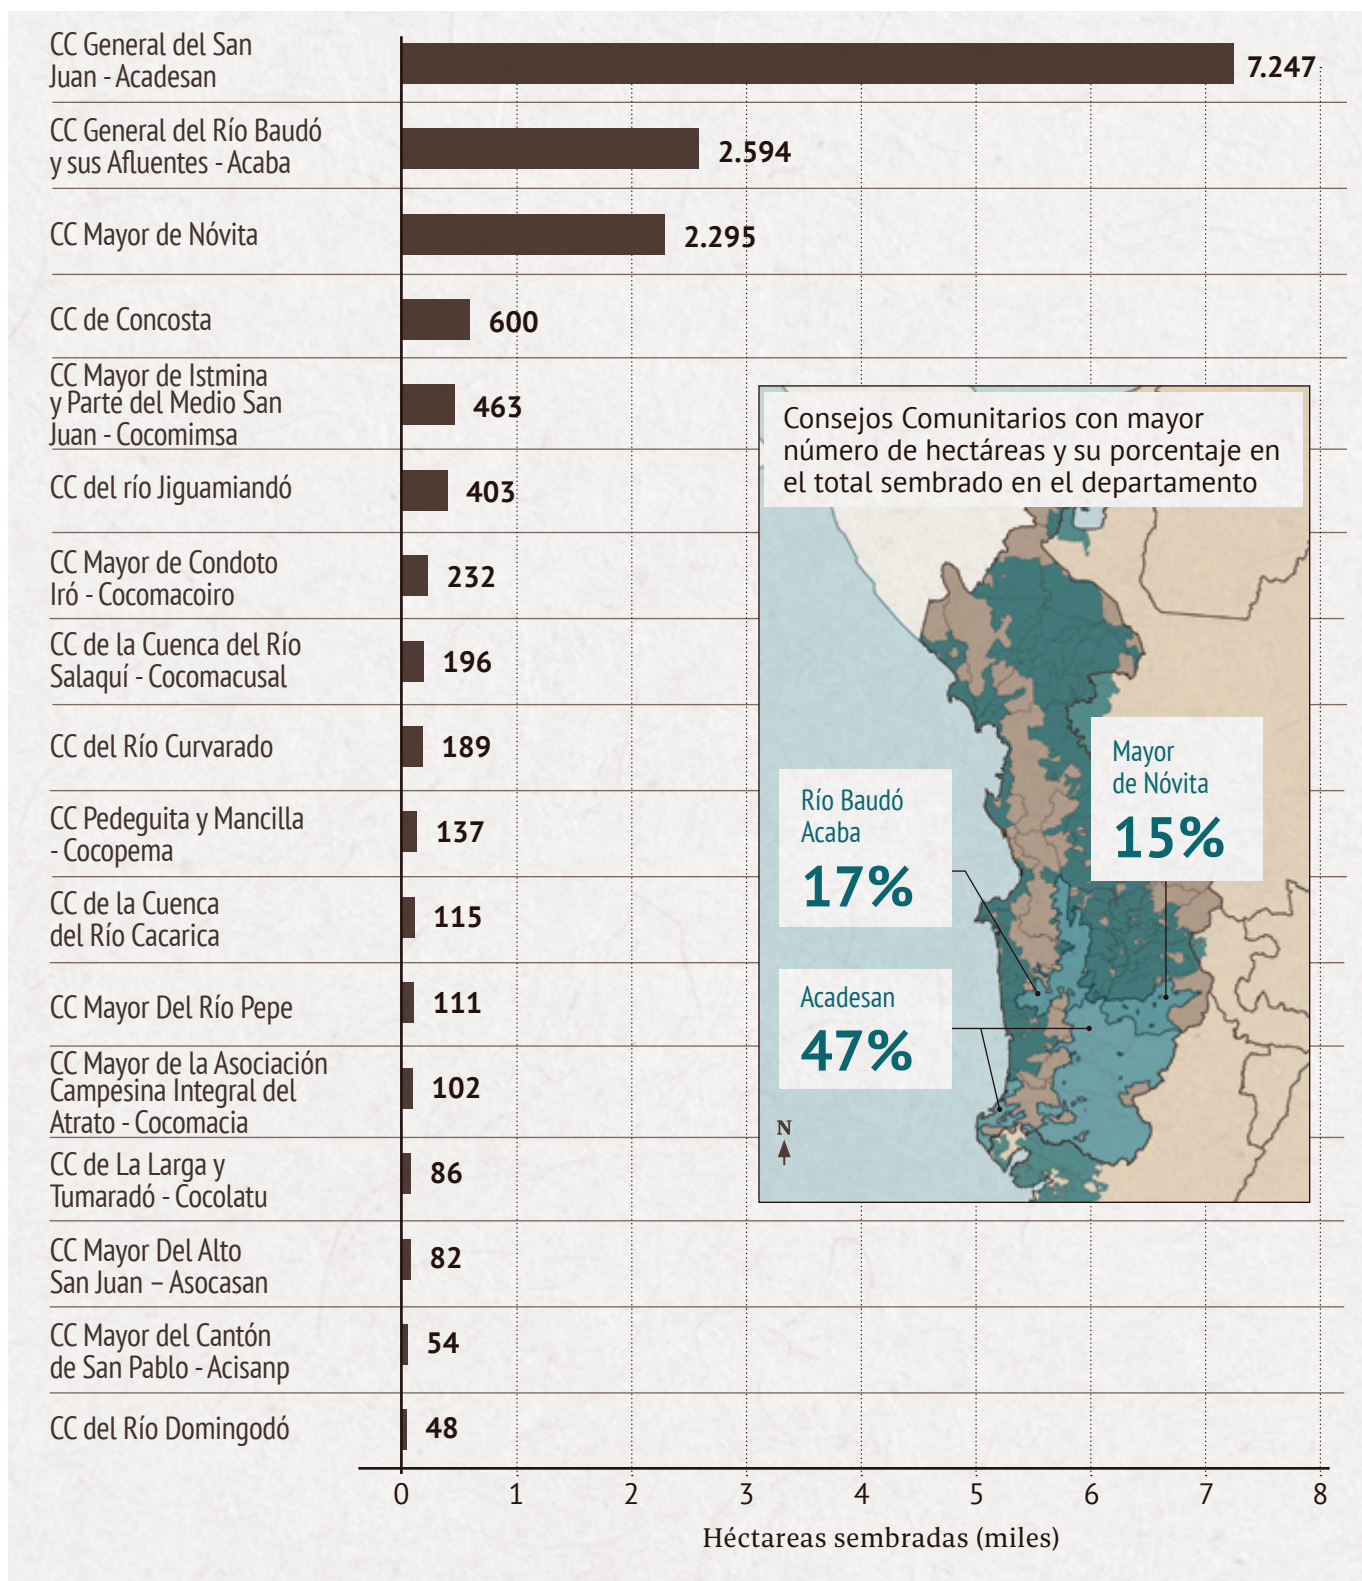 CC General del San
Juan - Acadesan
7.247
CC General del Río Baudó
y sus Afluentes - Acaba
2.594
CC Mayor de Nóvita
2.295
CC de Concosta
600
CC Mayor de Istmina
y Parte del Medio San
Juan - Cocomimsa
463
CC del río Jiguamiandó
403
CC Mayor de Condoto
Iró - Cocomacoiro
232
CC de la Cuenca del Río
Salaquí - Cocomacusal
196
CC del Río Curvarado
189
CC Pedeguita y Mancilla
- Cocopema
137
CC de la Cuenca
del Río Cacarica
115
CC Mayor Del Río Pepe
111
CC Mayor de la Asociación
Campesina Integral del
Atrato - Cocomacia
102
CC de La Larga y
Tumaradó - Cocolatu
86
CC Mayor Del Alto
San Juan – Asocasan
82
CC Mayor del Cantón
de San Pablo - Acisanp
54
CC del Río Domingodó
48
0 1 2 3 4 5 6 7 8
Héctareas sembradas (miles)
Consejos Comunitarios con mayor
número de hectáreas y su porcentaje en
el total sembrado en el departamento
Mayor
de Nóvita
15%
Río Baudó
Acaba
17%
Acadesan
47%
N